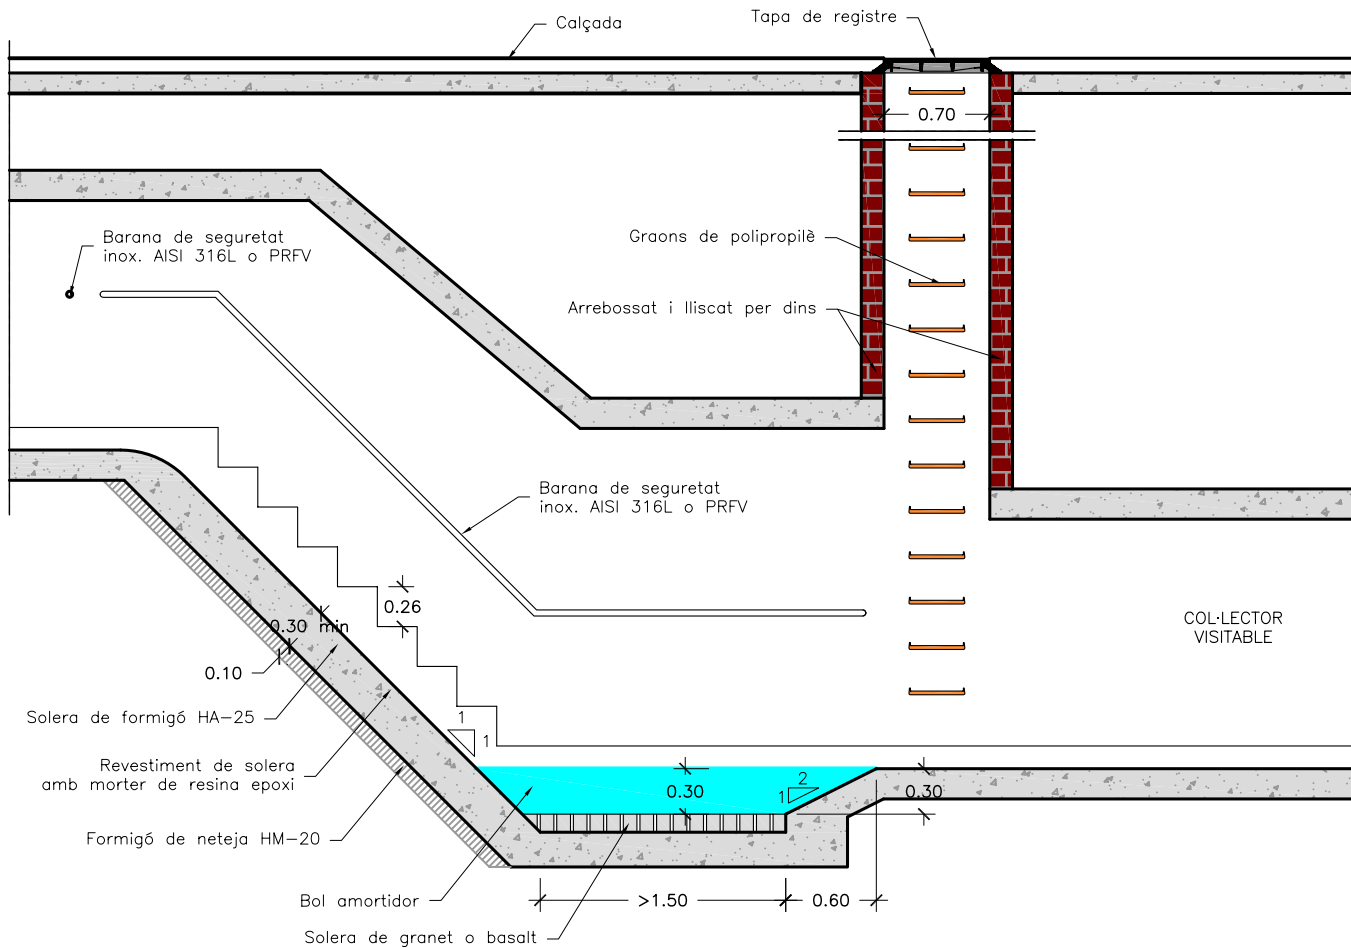 Calçada
Tapa de registre
0.70
Barana de seguretat
inox. AISI 316L o PRFV
Graons de polipropilè
Arrebossat i lliscat per dins
Barana de seguretat
inox. AISI 316L o PRFV
0.26
0.30 min
0.10
COL·LECTOR
VISITABLE
Solera de formigó HA-25
1
1
Revestiment de solera
amb morter de resina epoxi
0.30
2
1
0.30
Formigó de neteja HM-20
Bol amortidor
>1.50
0.60
Solera de granet o basalt